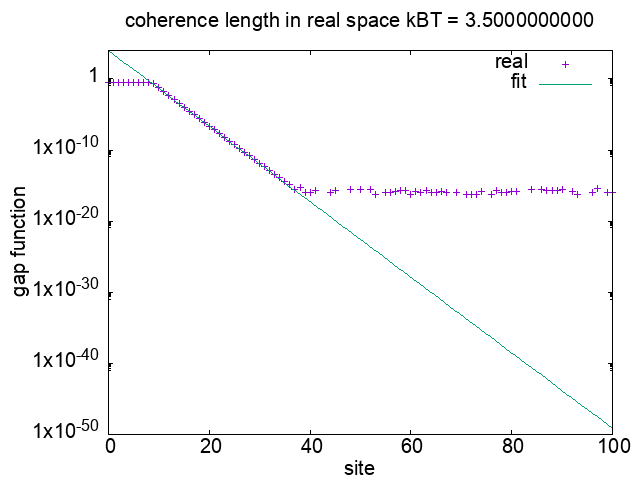 coherence length in real space kBT = 3.5000000000
real
fit
1
1x10^-10
1x10^-20
1x10^-30
1x10^-40
1x10^-50
gap function
0 20 40 60 80 100
site